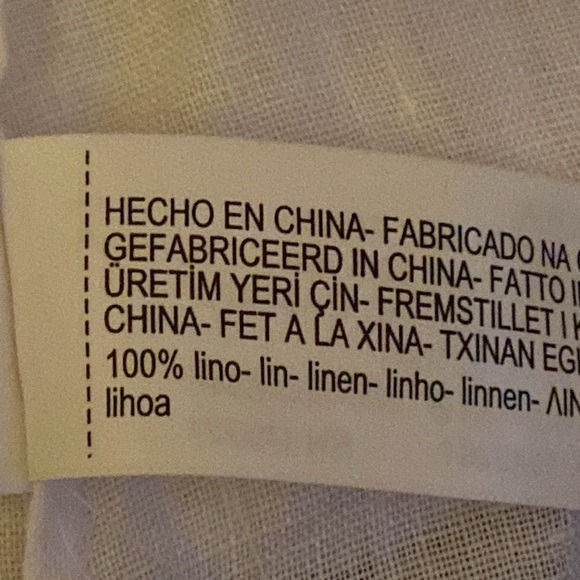 HECHO EN CHINA- FABRICADO NA
GEFABRICEERD IN CHINA- FATTO
ÜRETİM YERİ ÇİN- FREMSTILLET I
CHINA- FET A LA XINA- TXINAN
100% lino- lin- linen- linho- linnen-
lihoa